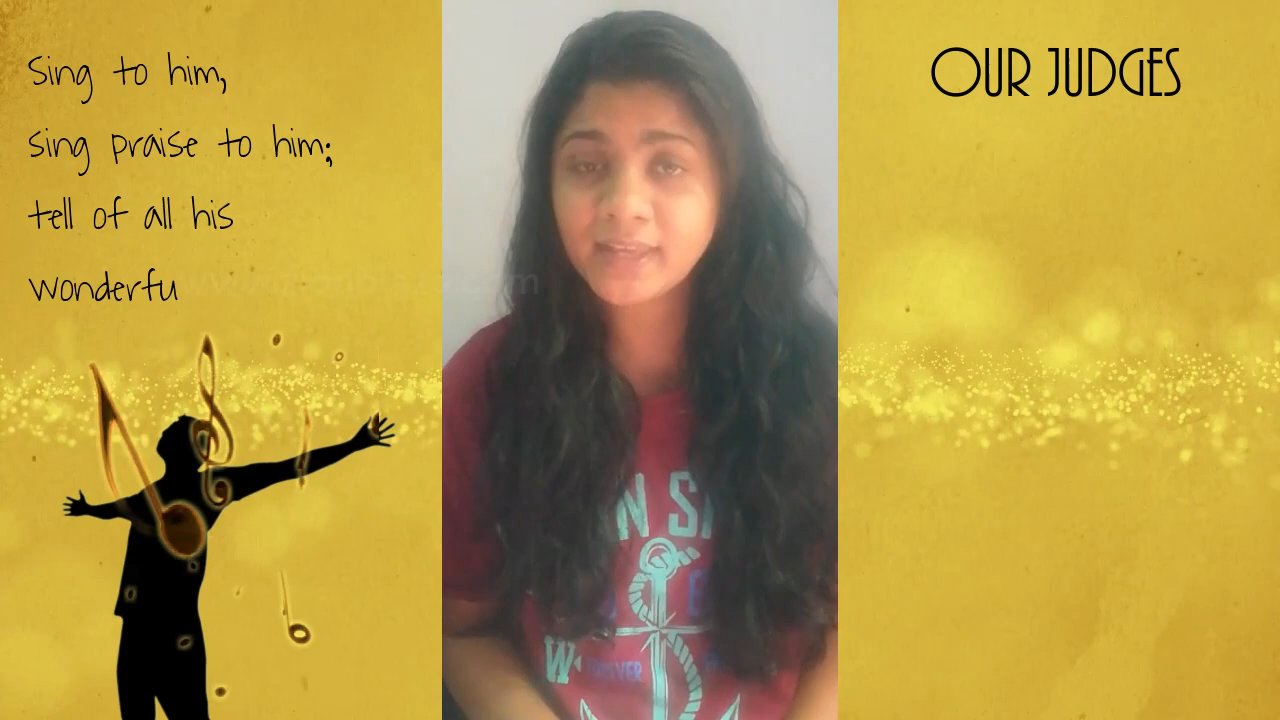 Sing to him,
sing praise to him;
tell of all his
wonderfu
OUR JUDGES
W